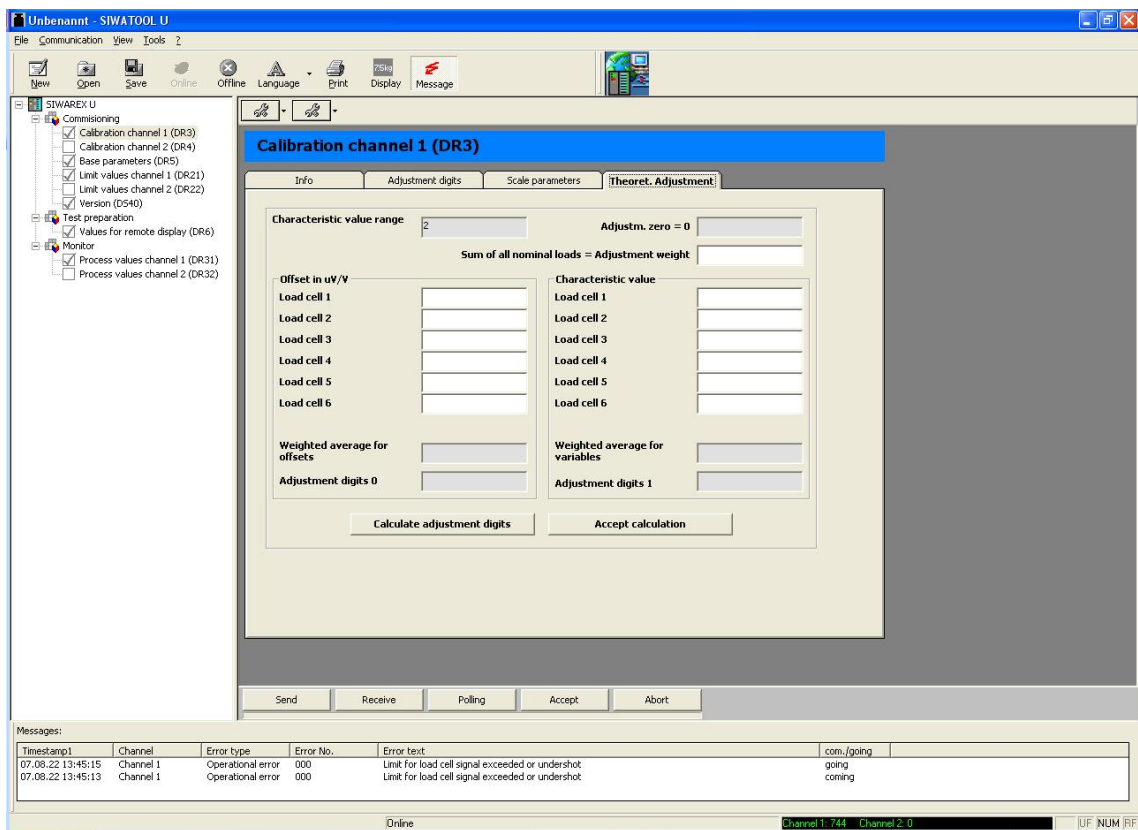 Unbenannt - SIWATOOL U
File Communication View Tools ?
New Open Save Online Offline Language Print 75kg Display Message
SIWAREX U
Commisioning
Calibration channel 1 (DR3)
Calibration channel 2 (DR4)
Base parameters (DR5)
Limit values channel 1 (DR21)
Limit values channel 2 (DR22)
Version (DS40)
Test preparation
Values for remote display (DR6)
Monitor
Process values channel 1 (DR31)
Process values channel 2 (DR32)
Calibration channel 1 (DR3)
Info Adjustment digits Scale parameters Theoret. Adjustment
Characteristic value range 2 Adjustm. zero = 0
Sum of all nominal loads = Adjustment weight
Offset in uV/V Characteristic value
Load cell 1 Load cell 1
Load cell 2 Load cell 2
Load cell 3 Load cell 3
Load cell 4 Load cell 4
Load cell 5 Load cell 5
Load cell 6 Load cell 6
Weighted average for Weighted average for
offsets variables
Adjustment digits 0 Adjustment digits 1
Calculate adjustment digits Accept calculation
Send Receive Polling Accept Abort
Messages:
Timestamp1 Channel Error type Error No. Error text com./going
07.08.22 13:45:15 Channel 1 Operational error 000 Limit for load cell signal exceeded or undershot going
07.08.22 13:45:13 Channel 1 Operational error 000 Limit for load cell signal exceeded or undershot coming
Online Channel 1: 744 Channel 2: 0 UF NUM RF